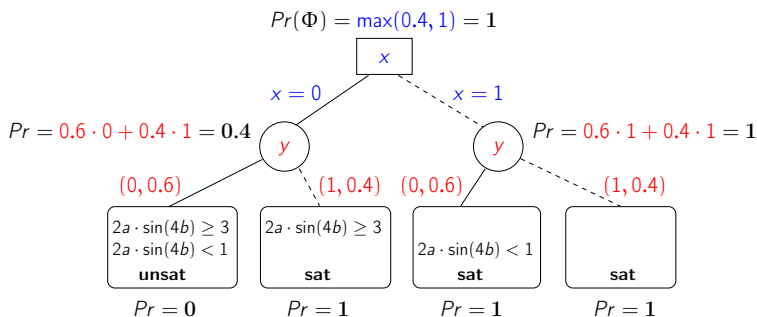 Pr(Φ) = max(0.4, 1) = 1
x
x = 0
x = 1
Pr = 0.6 · 0 + 0.4 · 1 = 0.4
y
y
Pr = 0.6 · 1 + 0.4 · 1 = 1
(0, 0.6)
(1, 0.4)
(0, 0.6)
(1, 0.4)
2a · sin(4b) ≥ 3
2a · sin(4b) < 1
unsat
2a · sin(4b) ≥ 3
sat
2a · sin(4b) < 1
sat
sat
Pr = 0
Pr = 1
Pr = 1
Pr = 1